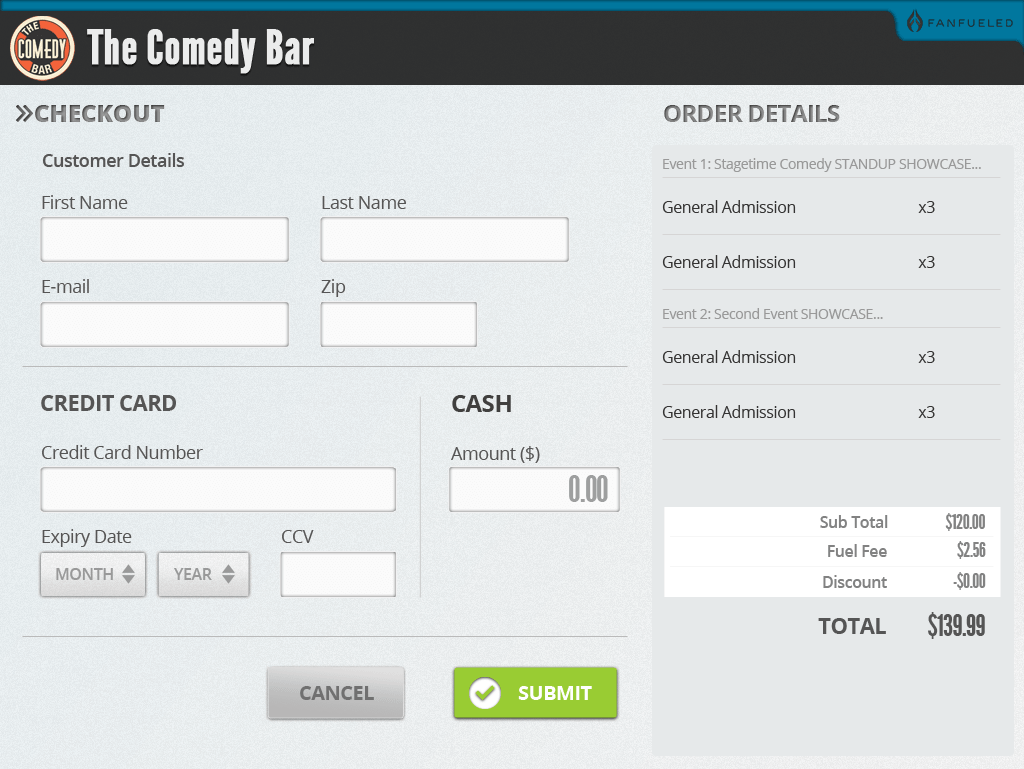 FANFUELED
THE
COMEDY
BAR
The Comedy Bar
»CHECKOUT
Customer Details
First Name
Last Name
E-mail
Zip
CREDIT CARD
Credit Card Number
Expiry Date
CCV
MONTH
YEAR
CASH
Amount ($)
0.00
CANCEL
SUBMIT
ORDER DETAILS
Event 1: Stagetime Comedy STANDUP SHOWCASE...
General Admission x3
General Admission x3
Event 2: Second Event SHOWCASE...
General Admission x3
General Admission x3
Sub Total $120.00
Fuel Fee $2.56
Discount -$0.00
TOTAL $139.99